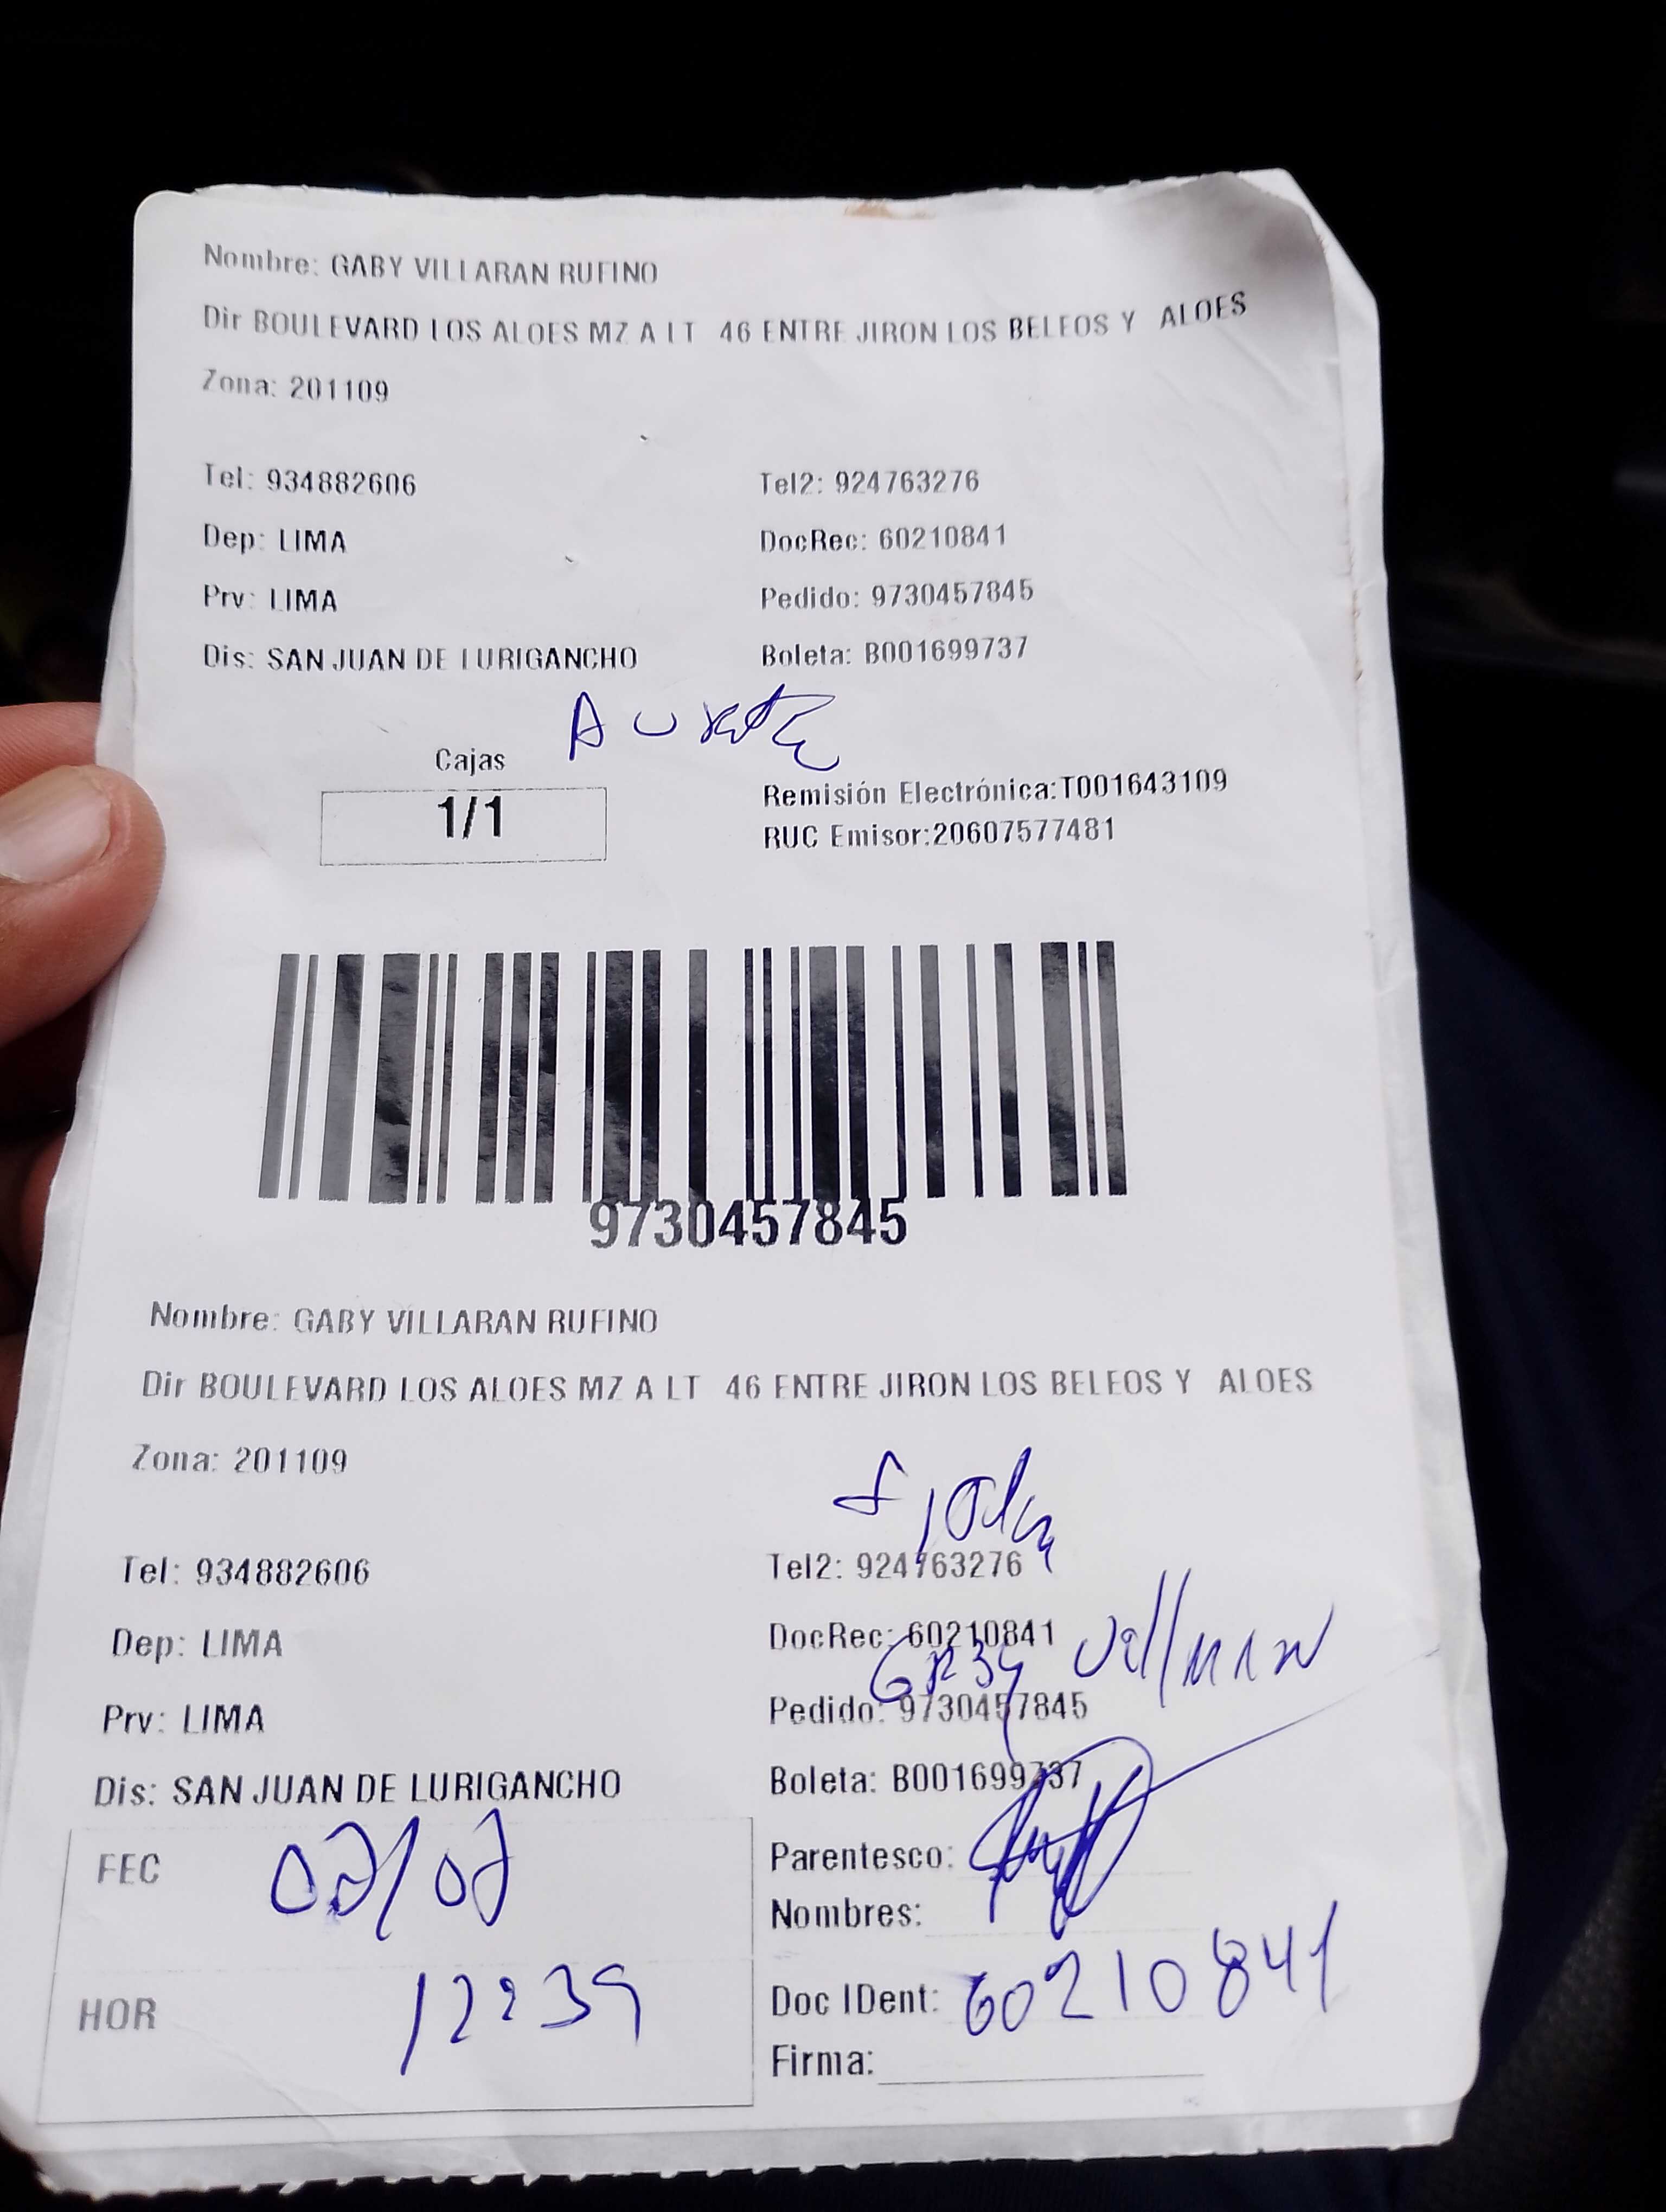 Nombre: GABY VILLARAN RUFINO
Dir BOULEVARD LOS ALOES MZ A LT 46 ENTRE JIRON LOS BELEOS Y ALOES
Zona: 201109
Tel: 934882606 Tel2: 924763276
Dep: LIMA DocRec: 60210841
Prv: LIMA Pedido: 9730457845
Dis: SAN JUAN DE LURIGANCHO Boleta: B001699737
Cajas
1/1
Remisión Electrónica:T001643109
RUC Emisor:20607577481
9730457845
Nombre: GABY VILLARAN RUFINO
Dir BOULEVARD LOS ALOES MZ A LT 46 ENTRE JIRON LOS BELEOS Y ALOES
Zona: 201109
Tel: 934882606 Tel2: 924763276
Dep: LIMA DocRec: 60210841
Prv: LIMA Pedido: 9730457845
Dis: SAN JUAN DE LURIGANCHO Boleta: B001699737
FEC
Parentesco:
Nombres:
HOR 12:39
Doc IDent: 60210841
Firma: